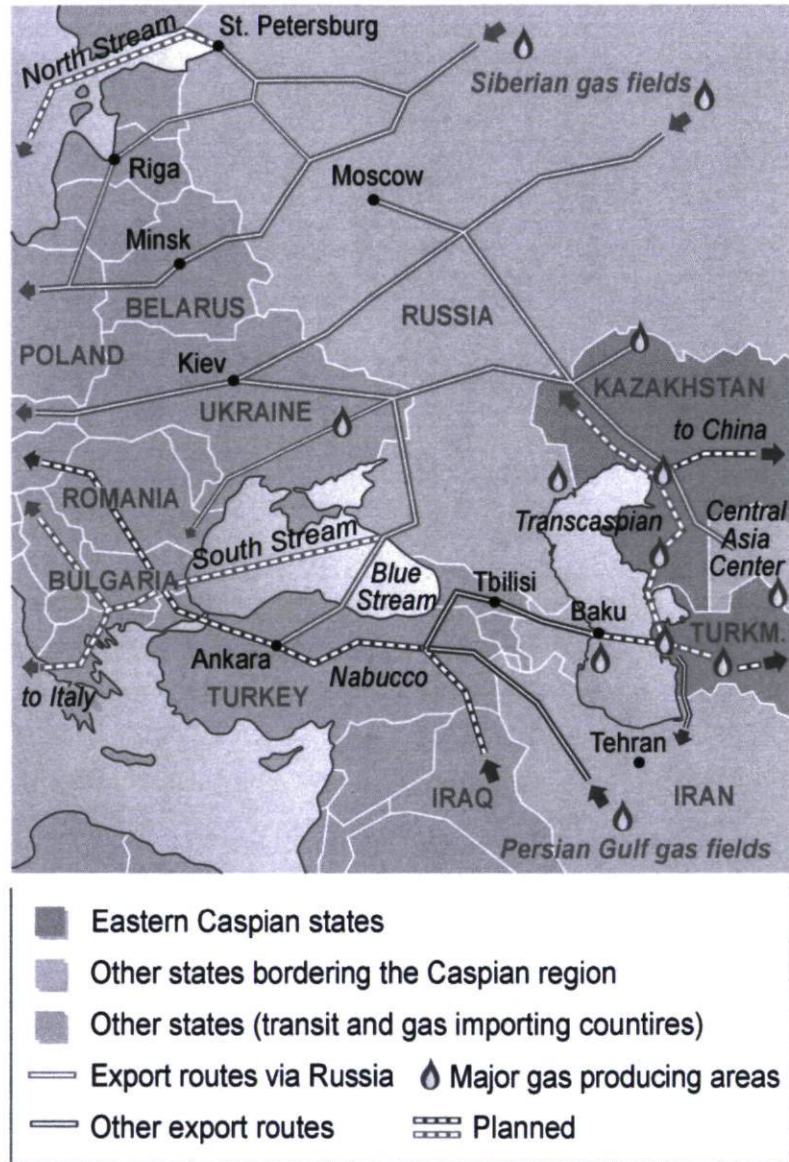 St. Petersburg
North Stream
Siberian gas fields
Riga
Moscow
Minsk
BELARUS
RUSSIA
POLAND
Kiev
UKRAINE
KAZAKHSTAN
to China
ROMANIA
Transcaspian
Central
Asia
Center
South Stream
BULGARIA
Blue
Stream
Tbilisi
Baku
TURKM.
Ankara
Nabucco
to Italy
TURKEY
Tehran
IRAQ
IRAN
Persian Gulf gas fields
Eastern Caspian states
Other states bordering the Caspian region
Other states (transit and gas importing countires)
Export routes via Russia
Major gas producing areas
Other export routes
Planned